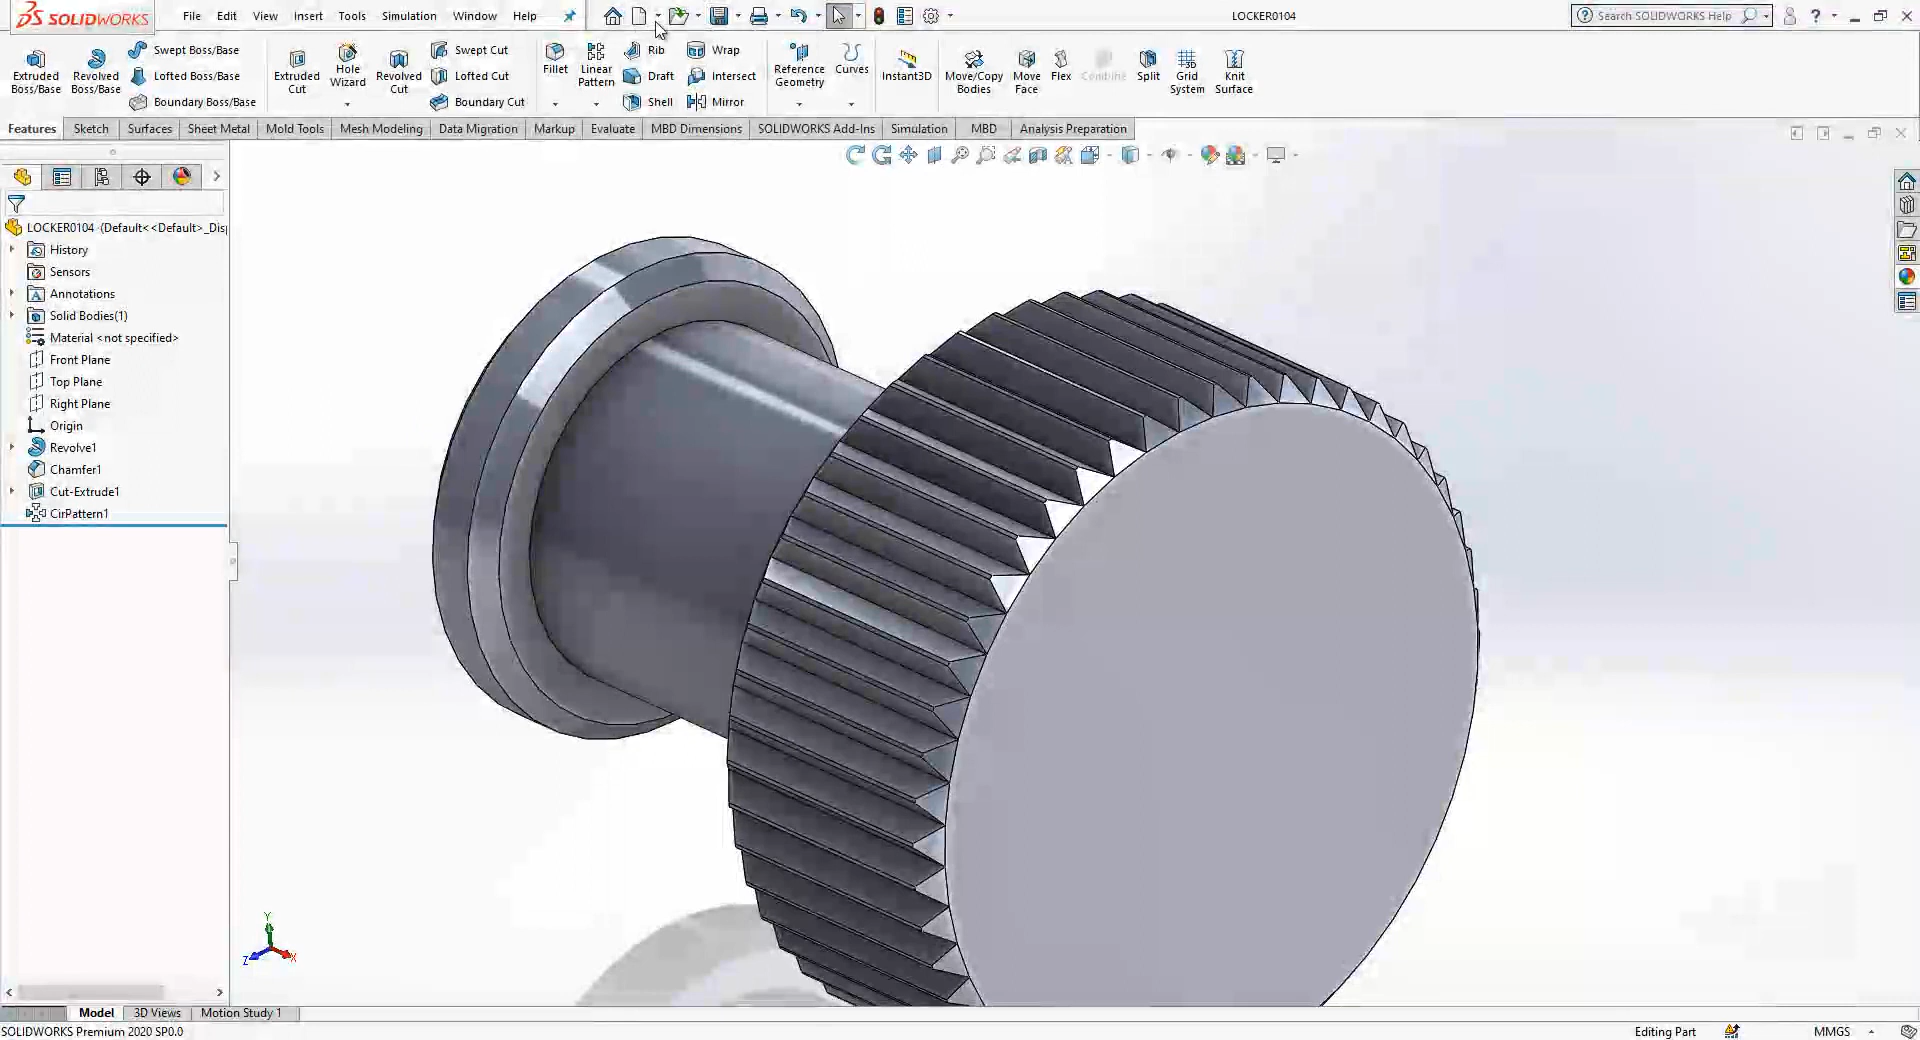 SOLIDWORKS File Edit View Insert Tools Simulation Window Help LOCKER0104 Search SOLIDWORKS Help
Extruded Boss/Base
Revolved Boss/Base
Swept Boss/Base
Lofted Boss/Base
Boundary Boss/Base
Extruded Cut
Hole Wizard
Revolved Cut
Swept Cut
Lofted Cut
Boundary Cut
Fillet
Linear Pattern
Rib
Draft
Shell
Wrap
Intersect
Mirror
Reference Geometry
Curves
Instant3D
Move/Copy Bodies
Move Face
Flex
Combine
Split
Grid System
Knit Surface
Features Sketch Surfaces Sheet Metal Mold Tools Mesh Modeling Data Migration Markup Evaluate MBD Dimensions SOLIDWORKS Add-Ins Simulation MBD Analysis Preparation
LOCKER0104 (Default<<Default>_Disp
History
Sensors
Annotations
Solid Bodies(1)
Material <not specified>
Front Plane
Top Plane
Right Plane
Origin
Revolve1
Chamfer1
Cut-Extrude1
CirPattern1
Y
Z X
Model 3D Views Motion Study 1
SOLIDWORKS Premium 2020 SP0.0 Editing Part MMGS